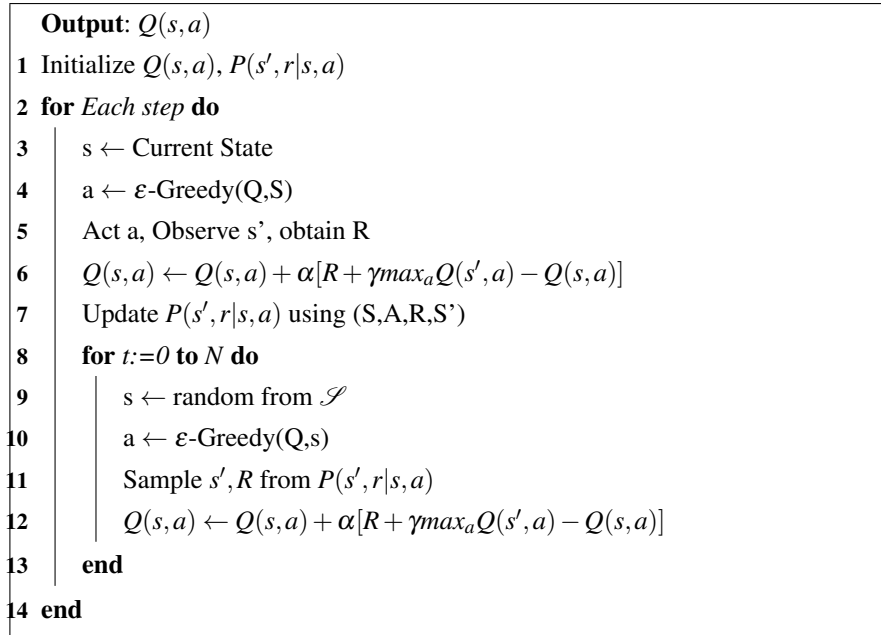 Output: Q(s,a)
1 Initialize Q(s,a), P(s′,r|s,a)
2 for Each step do
3 s ← Current State
4 a ← ε-Greedy(Q,S)
5 Act a, Observe s’, obtain R
6 Q(s,a) ← Q(s,a) + α[R + γmaxₐQ(s′,a) − Q(s,a)]
7 Update P(s′,r|s,a) using (S,A,R,S’)
8 for t:=0 to N do
9 s ← random from 𝒮
10 a ← ε-Greedy(Q,s)
11 Sample s′,R from P(s′,r|s,a)
12 Q(s,a) ← Q(s,a) + α[R + γmaxₐQ(s′,a) − Q(s,a)]
13 end
14 end